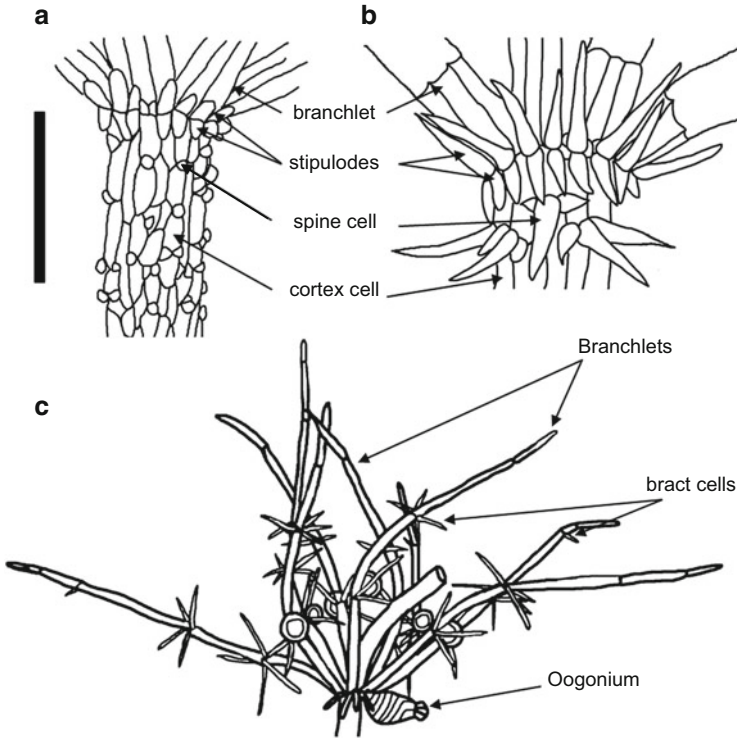 a
b
branchlet
stipulodes
spine cell
cortex cell
Branchlets
c
bract cells
Oogonium